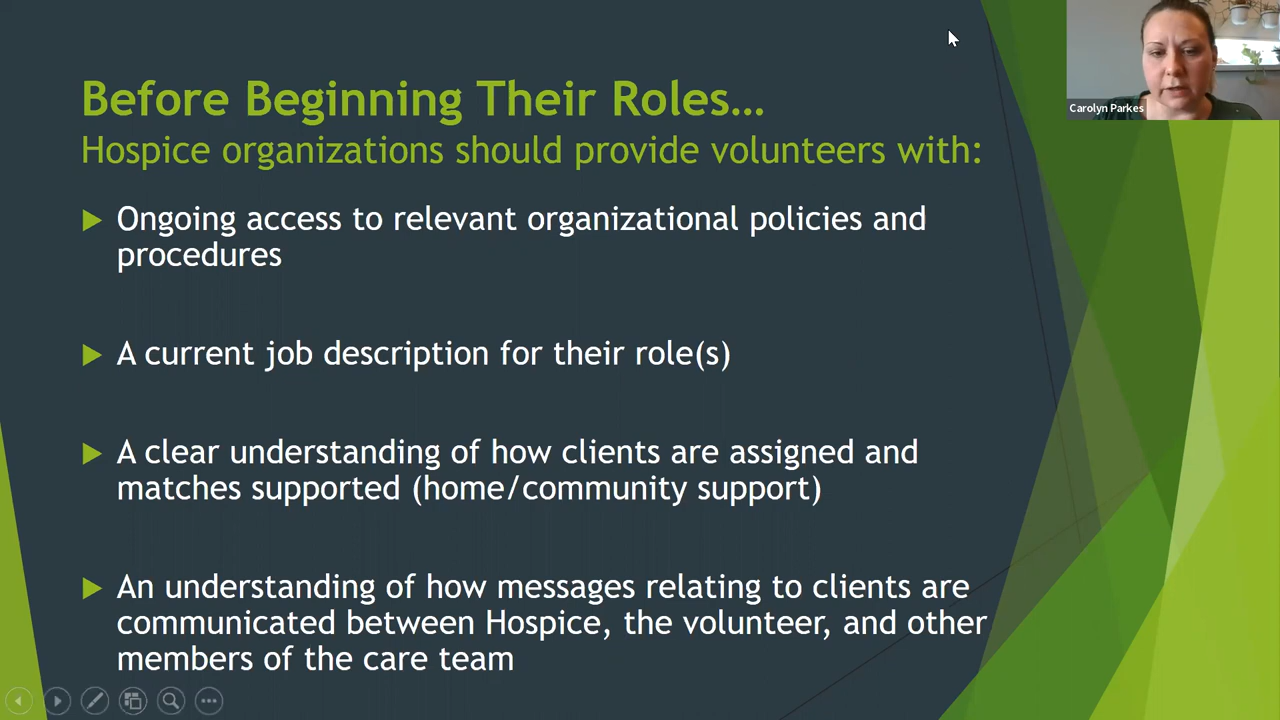 Before Beginning Their Roles…
Hospice organizations should provide volunteers with:
Ongoing access to relevant organizational policies and
procedures
A current job description for their role(s)
A clear understanding of how clients are assigned and
matches supported (home/community support)
An understanding of how messages relating to clients are
communicated between Hospice, the volunteer, and other
members of the care team
Carolyn Parkes